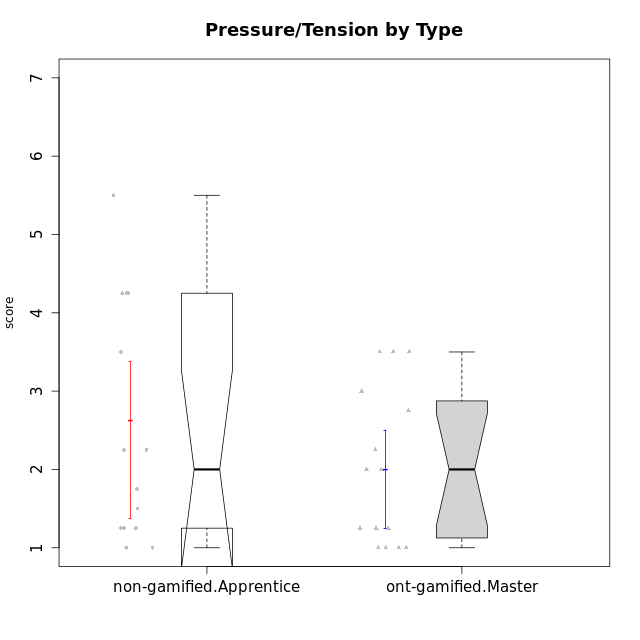 Pressure/Tension by Type
7
6
5
4
3
2
1
score
non-gamified.Apprentice
ont-gamified.Master